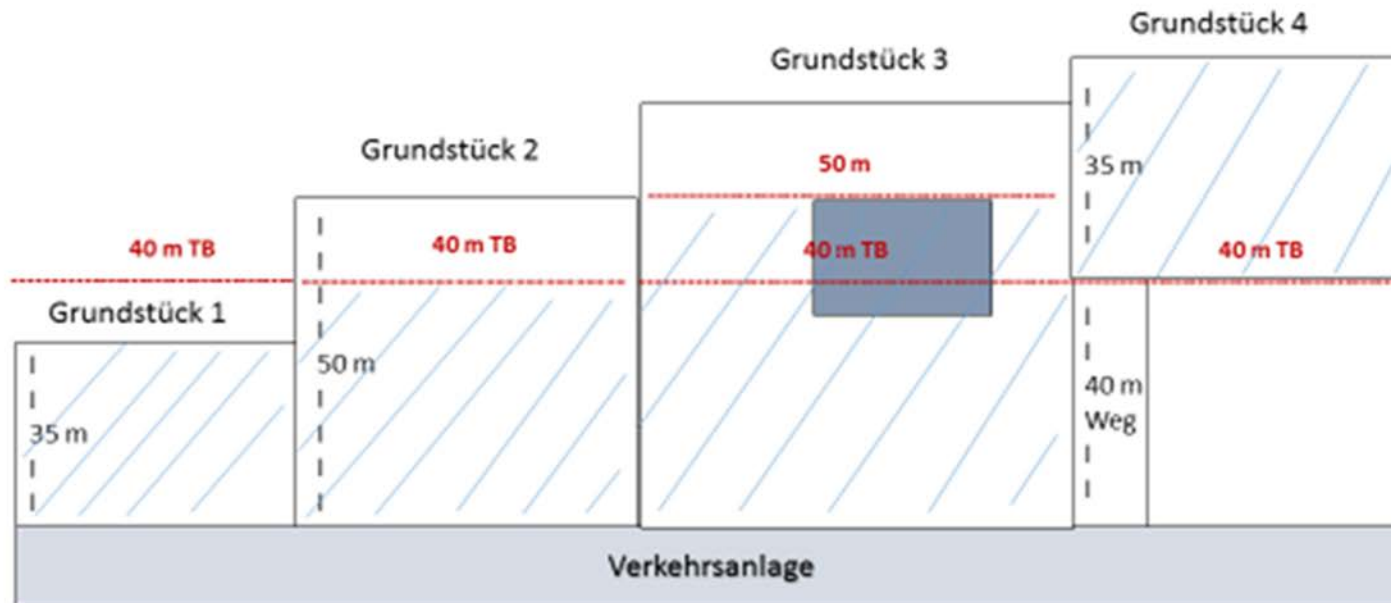 Grundstück 4
Grundstück 3
Grundstück 2
50 m
35 m
40 m TB
40 m TB
40 m TB
40 m TB
Grundstück 1
50 m
35 m
40 m
Weg
Verkehrsanlage